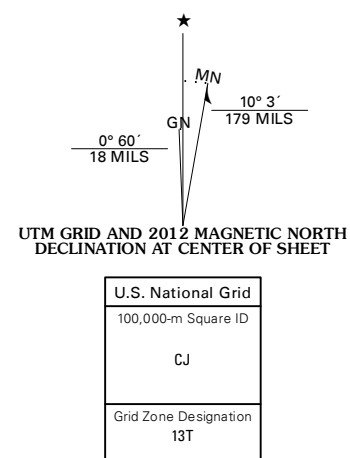 ★
MN
GN
10° 3´
179 MILS
0° 60´
18 MILS
UTM GRID AND 2012 MAGNETIC NORTH
DECLINATION AT CENTER OF SHEET
U.S. National Grid
100,000-m Square ID
CJ
Grid Zone Designation
13T